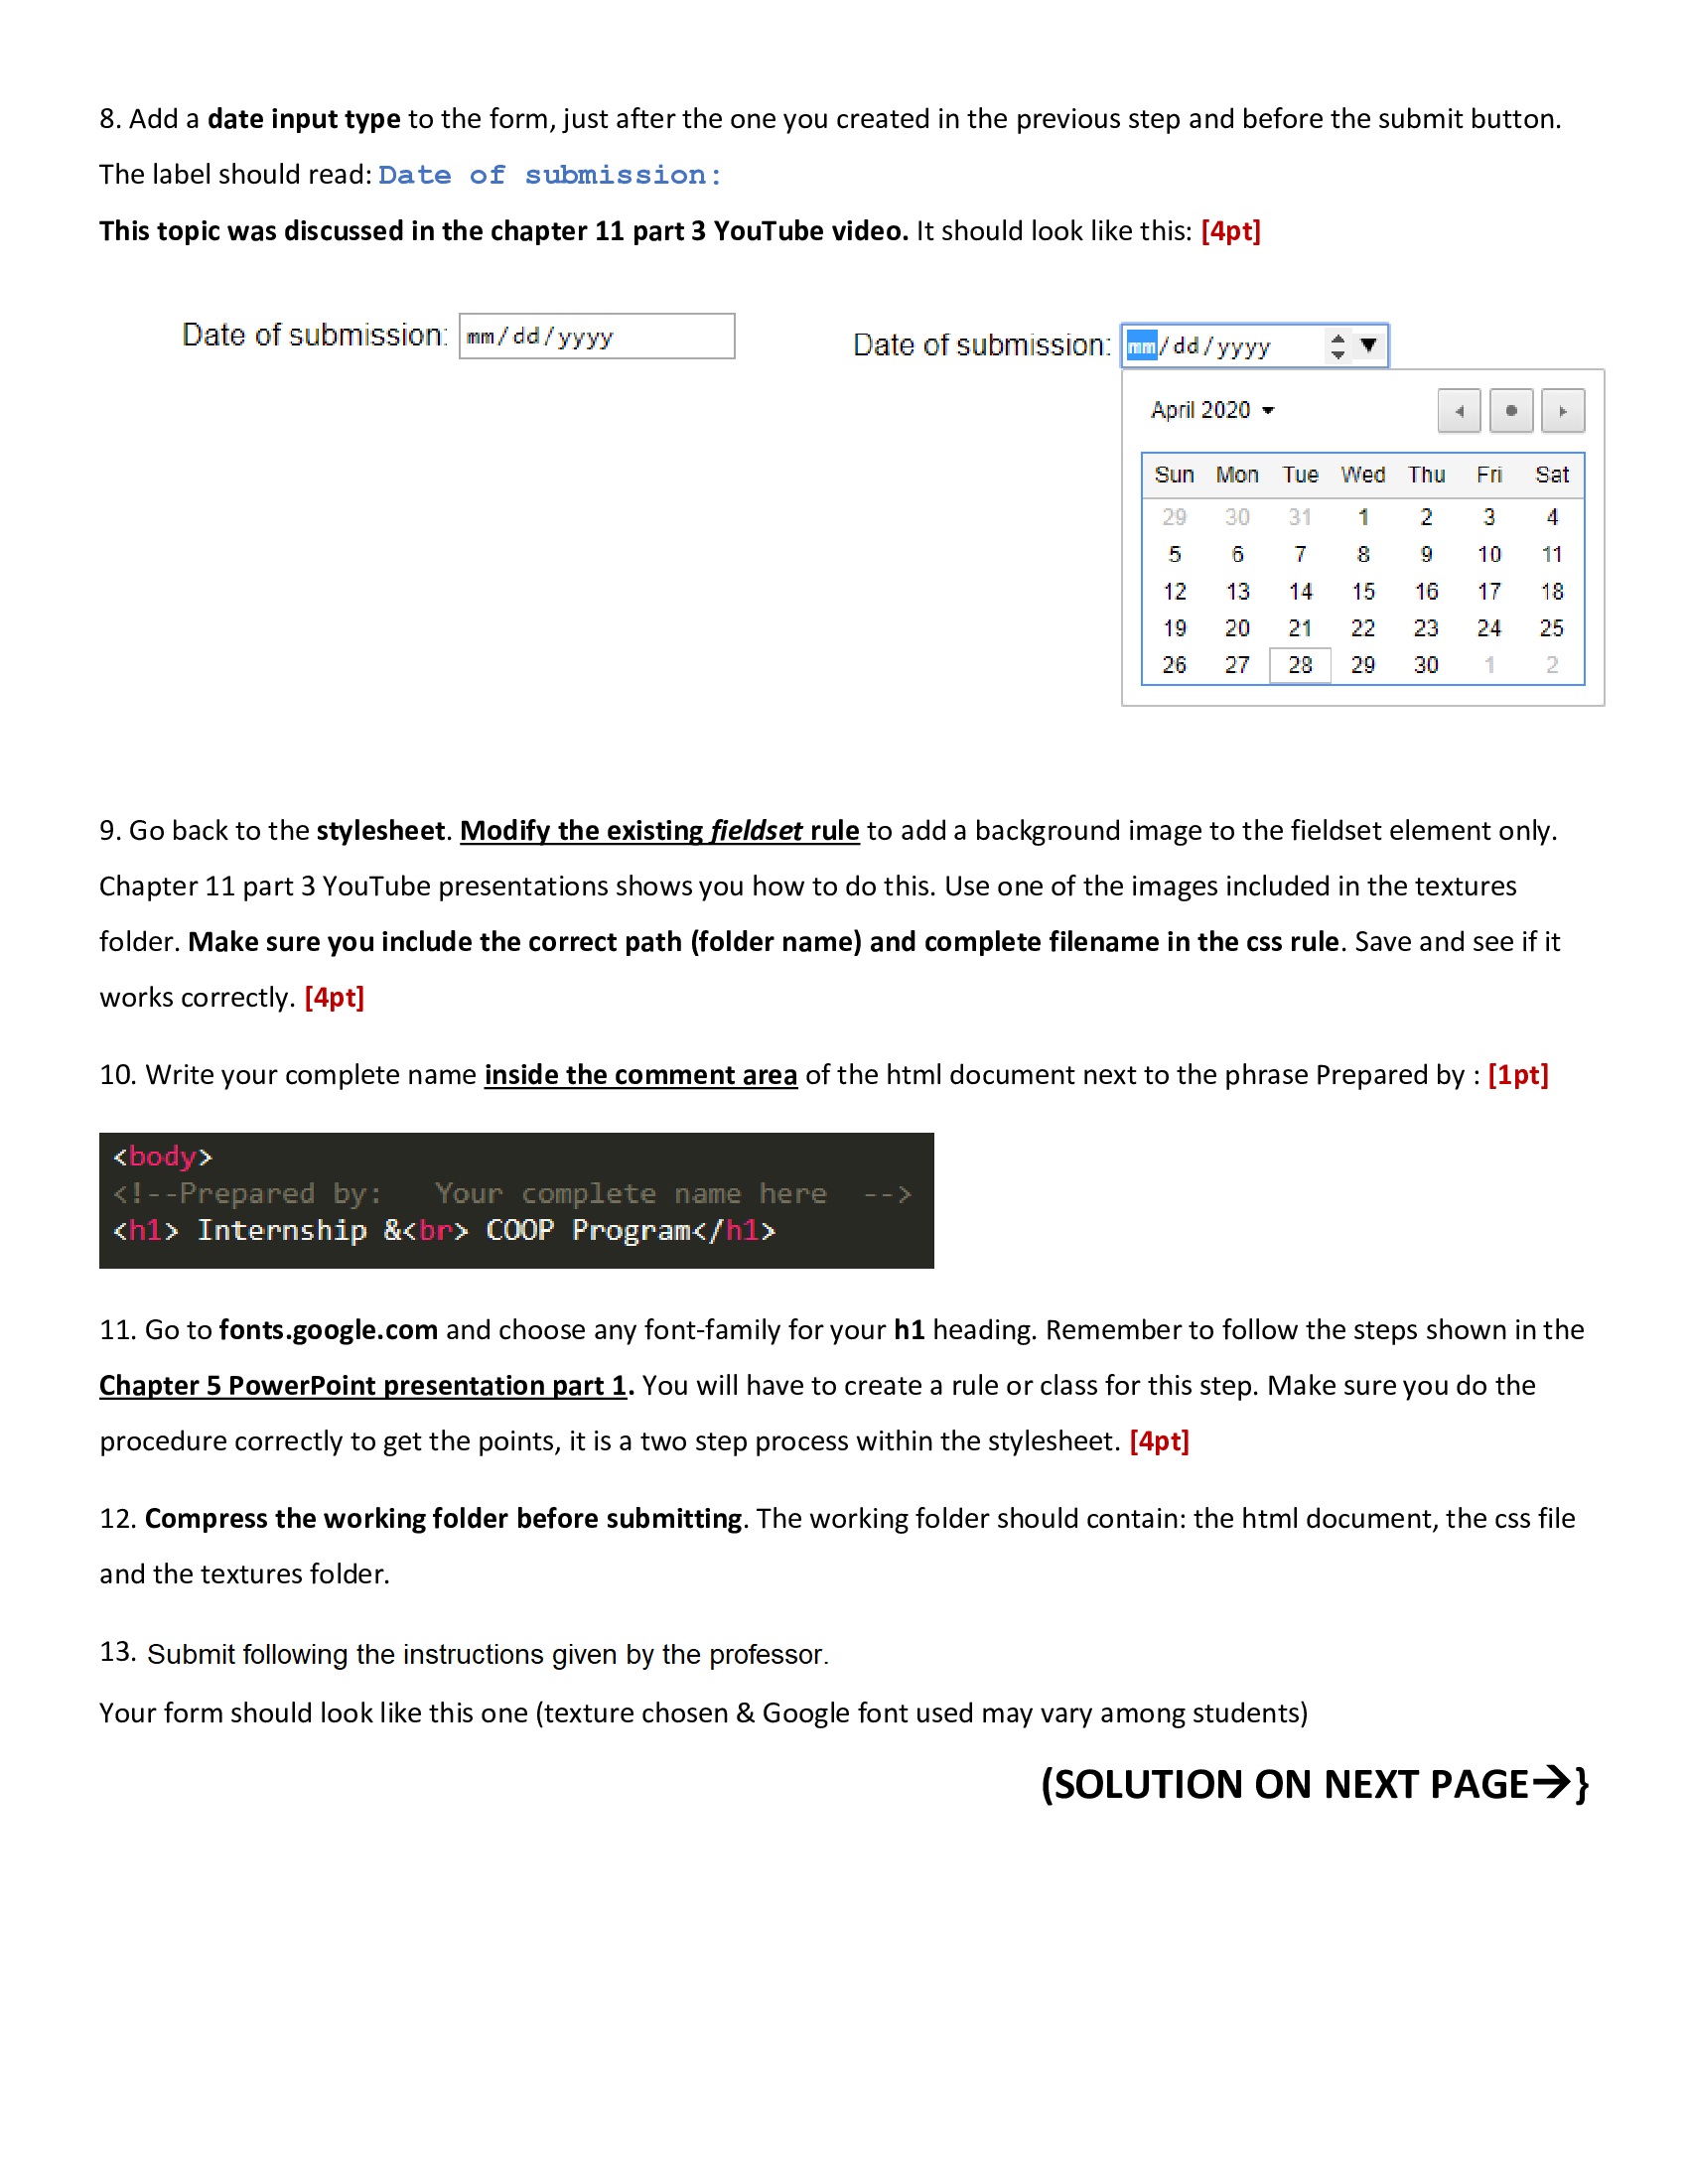 8. Add a date input type to the form, just after the one you created in the previous step and before the submit button.
The label should read: Date of submission:
This topic was discussed in the chapter 11 part 3 YouTube video. It should look like this: [4pt]
Date of submission: mm/dd/yyyy
Date of submission: mm/dd/yyyy
April 2020
Sun Mon Tue Wed Thu Fri Sat
29 30 31 1 2 3 4
5 6 7 8 9 10 11
12 13 14 15 16 17 18
19 20 21 22 23 24 25
26 27 28 29 30 1 2
9. Go back to the stylesheet. Modify the existing fieldset rule to add a background image to the fieldset element only.
Chapter 11 part 3 YouTube presentations shows you how to do this. Use one of the images included in the textures
folder. Make sure you include the correct path (folder name) and complete filename in the css rule. Save and see if it
works correctly. [4pt]
10. Write your complete name inside the comment area of the html document next to the phrase Prepared by : [1pt]
<body>
<!--Prepared by:   Your complete name here  -->
<h1> Internship &<br> COOP Program</h1>
11. Go to fonts.google.com and choose any font-family for your h1 heading. Remember to follow the steps shown in the
Chapter 5 PowerPoint presentation part 1. You will have to create a rule or class for this step. Make sure you do the
procedure correctly to get the points, it is a two step process within the stylesheet. [4pt]
12. Compress the working folder before submitting. The working folder should contain: the html document, the css file
and the textures folder.
13. Submit following the instructions given by the professor.
Your form should look like this one (texture chosen & Google font used may vary among students)
(SOLUTION ON NEXT PAGE→}